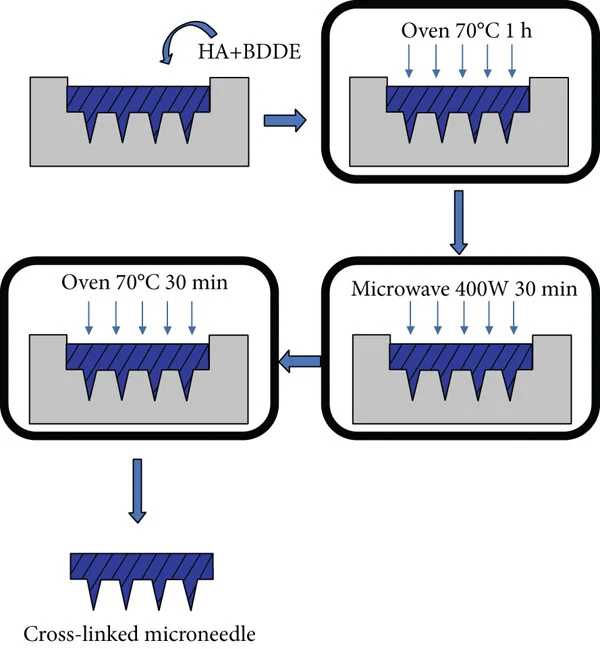 HA+BDDE
Oven 70°C 1 h
Microwave 400W 30 min
Oven 70°C 30 min
Cross-linked microneedle